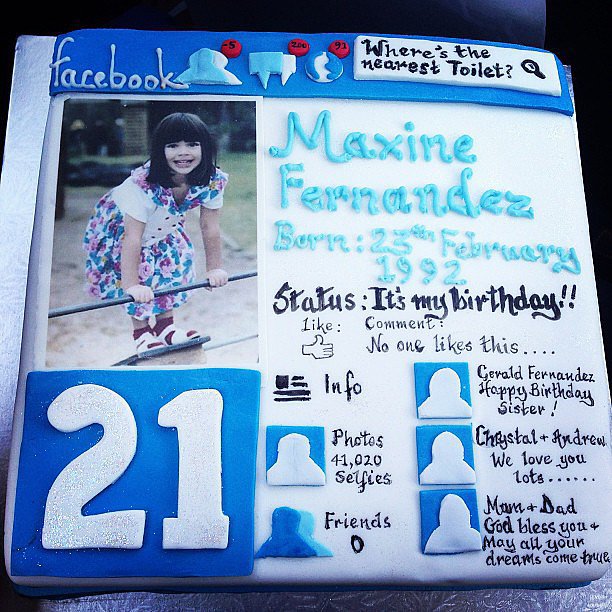 facebook
-5
200
93
Where's the
nearest Toilet?
Maxine
Fernandez
Born: 23th February
1992
Status: It's my birthday!!
like: Comment:
No one likes this....
Info
Photos
41,020
Selfies
Friends
0
Gerald Fernandez
Happy Birthday
Sister!
Chrystal + Andrew
We love you
lots......
Mum + Dad
God bless you +
May all your
dreams come true
21